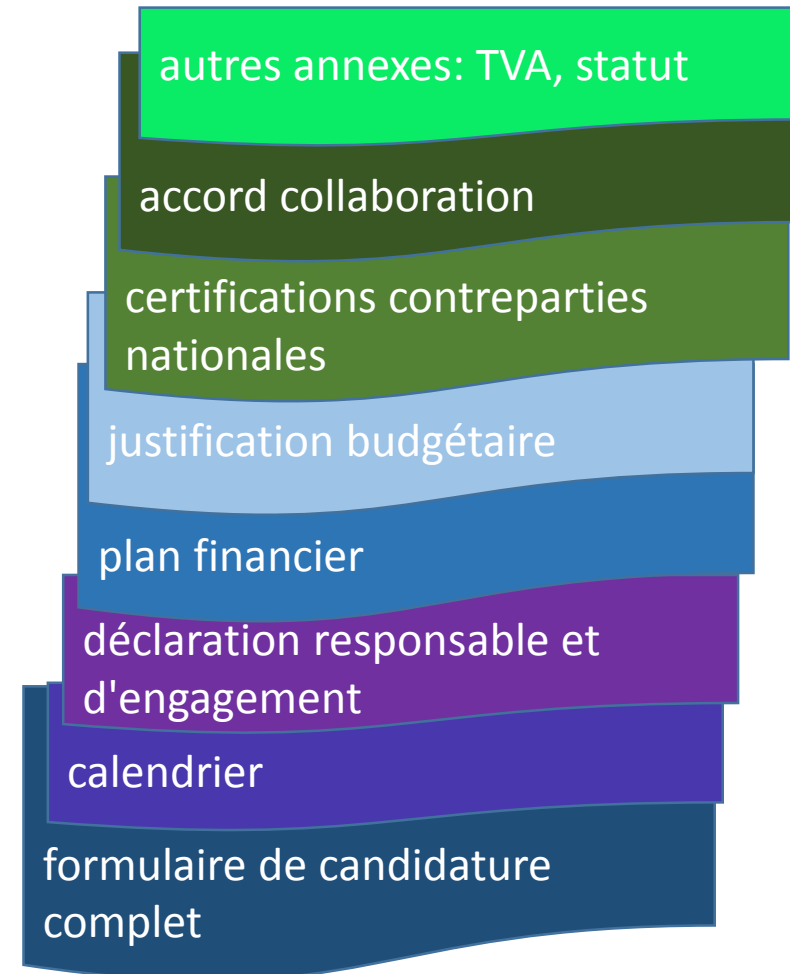 autres annexes: TVA, statut
accord collaboration
certifications contreparties
nationales
justification budgétaire
plan financier
déclaration responsable et
d'engagement
calendrier
formulaire de candidature
complet